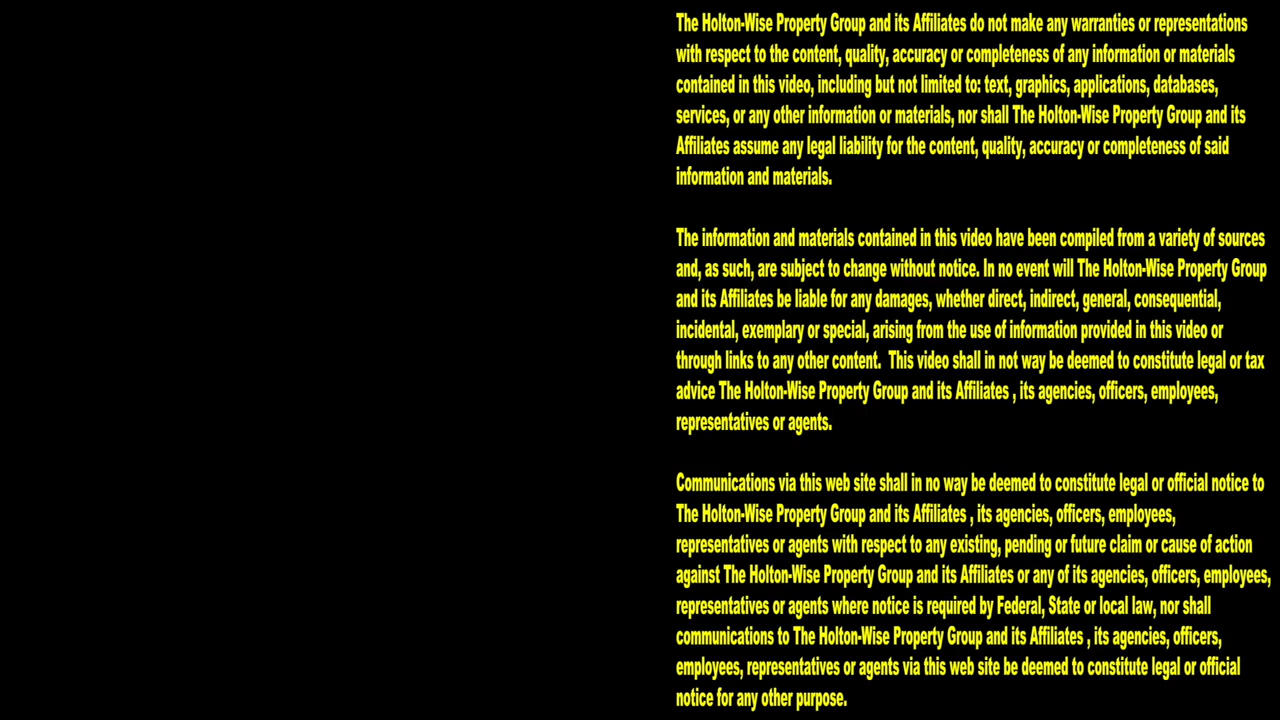 The Holton-Wise Property Group and its Affiliates do not make any warranties or representations
with respect to the content, quality, accuracy or completeness of any information or materials
contained in this video, including but not limited to: text, graphics, applications, databases,
services, or any other information or materials, nor shall The Holton-Wise Property Group and its
Affiliates assume any legal liability for the content, quality, accuracy or completeness of said
information and materials.
The information and materials contained in this video have been compiled from a variety of sources
and, as such, are subject to change without notice. In no event will The Holton-Wise Property Group
and its Affiliates be liable for any damages, whether direct, indirect, general, consequential,
incidental, exemplary or special, arising from the use of information provided in this video or
through links to any other content.  This video shall in not way be deemed to constitute legal or tax
advice The Holton-Wise Property Group and its Affiliates , its agencies, officers, employees,
representatives or agents.
Communications via this web site shall in no way be deemed to constitute legal or official notice to
The Holton-Wise Property Group and its Affiliates , its agencies, officers, employees,
representatives or agents with respect to any existing, pending or future claim or cause of action
against The Holton-Wise Property Group and its Affiliates or any of its agencies, officers, employees,
representatives or agents where notice is required by Federal, State or local law, nor shall
communications to The Holton-Wise Property Group and its Affiliates , its agencies, officers,
employees, representatives or agents via this web site be deemed to constitute legal or official
notice for any other purpose.